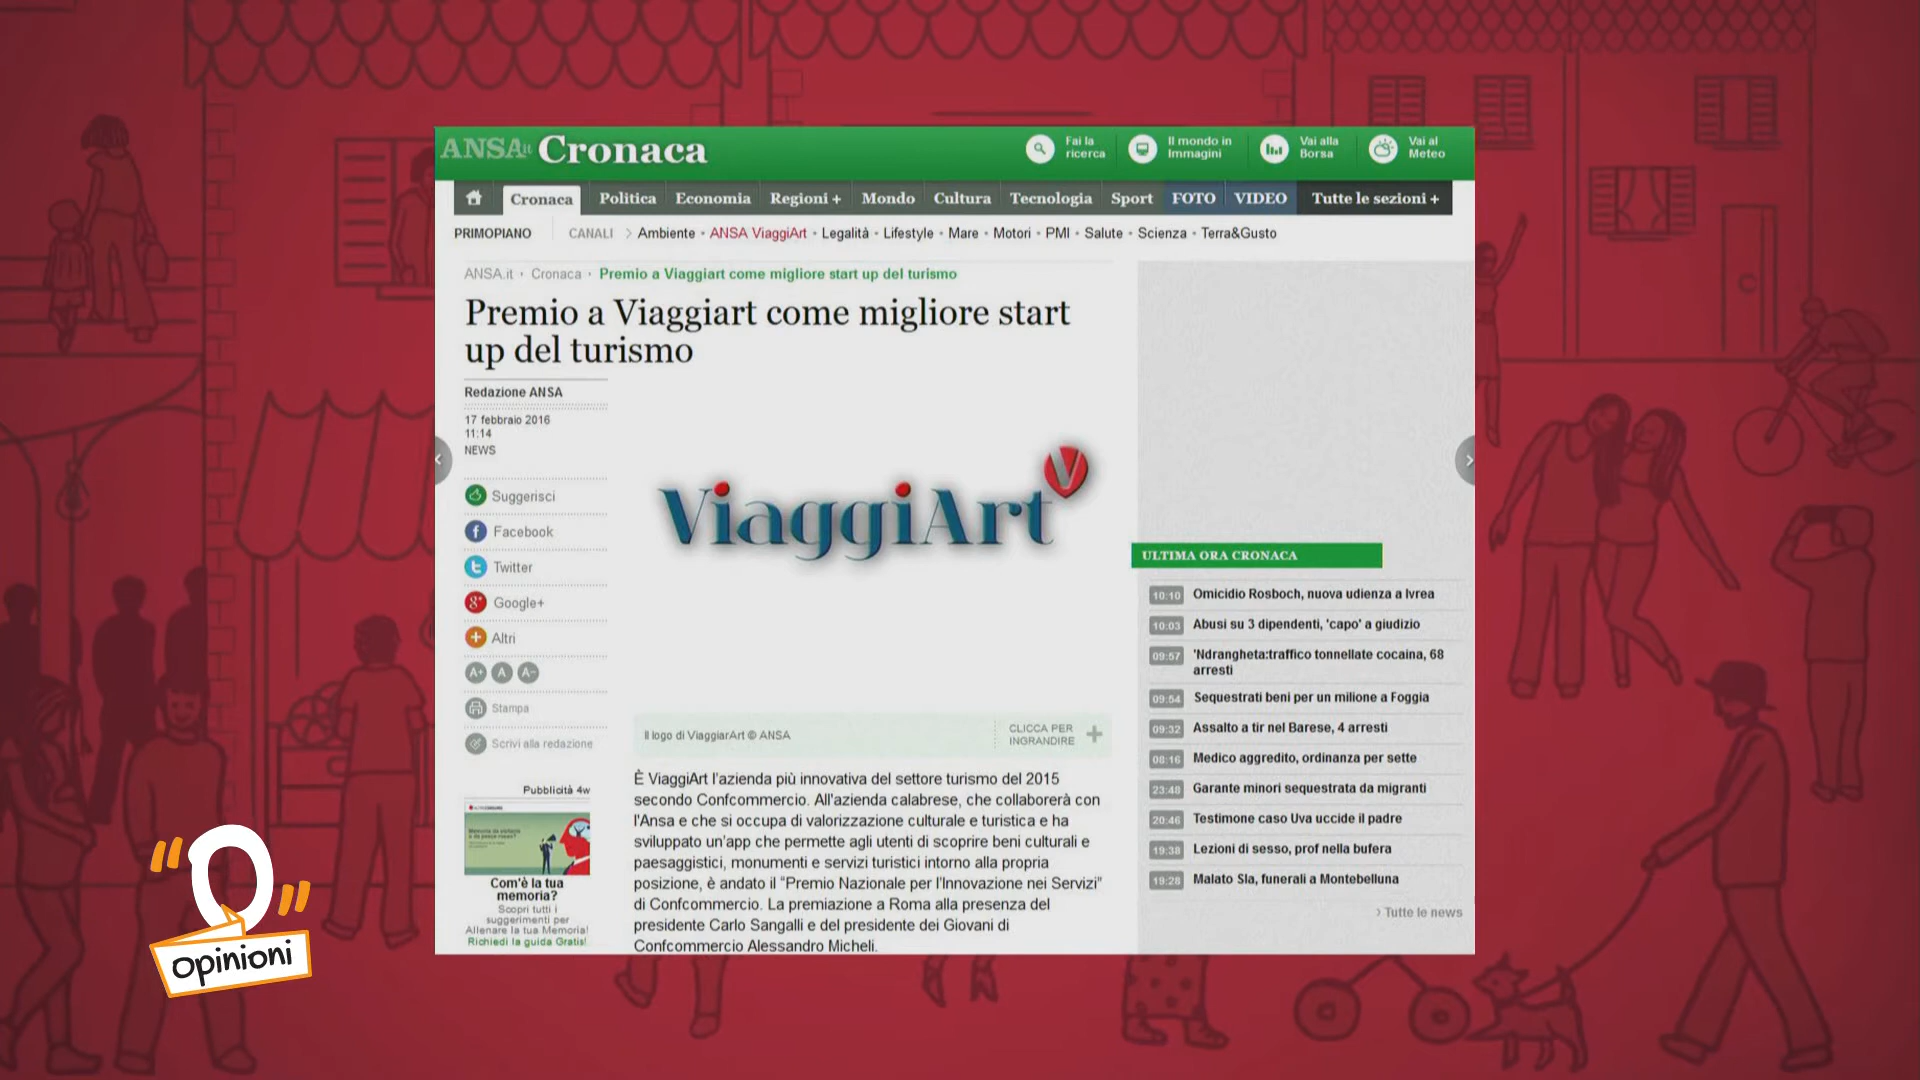 ANSA.it Cronaca
Fai la ricerca
Il mondo in Immagini
Vai alla Borsa
Vai al Meteo
Cronaca Politica Economia Regioni + Mondo Cultura Tecnologia Sport FOTO VIDEO Tutte le sezioni +
PRIMOPIANO CANALI > Ambiente • ANSA ViaggiArt • Legalità • Lifestyle • Mare • Motori • PMI • Salute • Scienza • Terra&Gusto
ANSA.it • Cronaca • Premio a Viaggiart come migliore start up del turismo
Premio a Viaggiart come migliore start
up del turismo
Redazione ANSA
17 febbraio 2016
11:14
NEWS
Suggerisci
Facebook
Twitter
Google+
Altri
A+ A A-
Stampa
Scrivi alla redazione
Pubblicità 4w
Com'è la tua
memoria?
Scopri tutti i
suggerimenti per
Allenare la tua Memoria!
Richiedi la guida Gratis!
ViaggiArt V
Il logo di ViaggiarArt © ANSA
CLICCA PER
INGRANDIRE
È ViaggiArt l'azienda più innovativa del settore turismo del 2015
secondo Confcommercio. All'azienda calabrese, che collaborerà con
l'Ansa e che si occupa di valorizzazione culturale e turistica e ha
sviluppato un'app che permette agli utenti di scoprire beni culturali e
paesaggistici, monumenti e servizi turistici intorno alla propria
posizione, è andato il “Premio Nazionale per l'Innovazione nei Servizi”
di Confcommercio. La premiazione a Roma alla presenza del
presidente Carlo Sangalli e del presidente dei Giovani di
Confcommercio Alessandro Micheli.
ULTIMA ORA CRONACA
10:10 Omicidio Rosboch, nuova udienza a Ivrea
10:03 Abusi su 3 dipendenti, 'capo' a giudizio
09:57 'Ndrangheta:traffico tonnellate cocaina, 68
arresti
09:54 Sequestrati beni per un milione a Foggia
09:32 Assalto a tir nel Barese, 4 arresti
08:16 Medico aggredito, ordinanza per sette
23:48 Garante minori sequestrata da migranti
20:46 Testimone caso Uva uccide il padre
19:38 Lezioni di sesso, prof nella bufera
19:28 Malato Sla, funerali a Montebelluna
> Tutte le news
"O"
opinioni